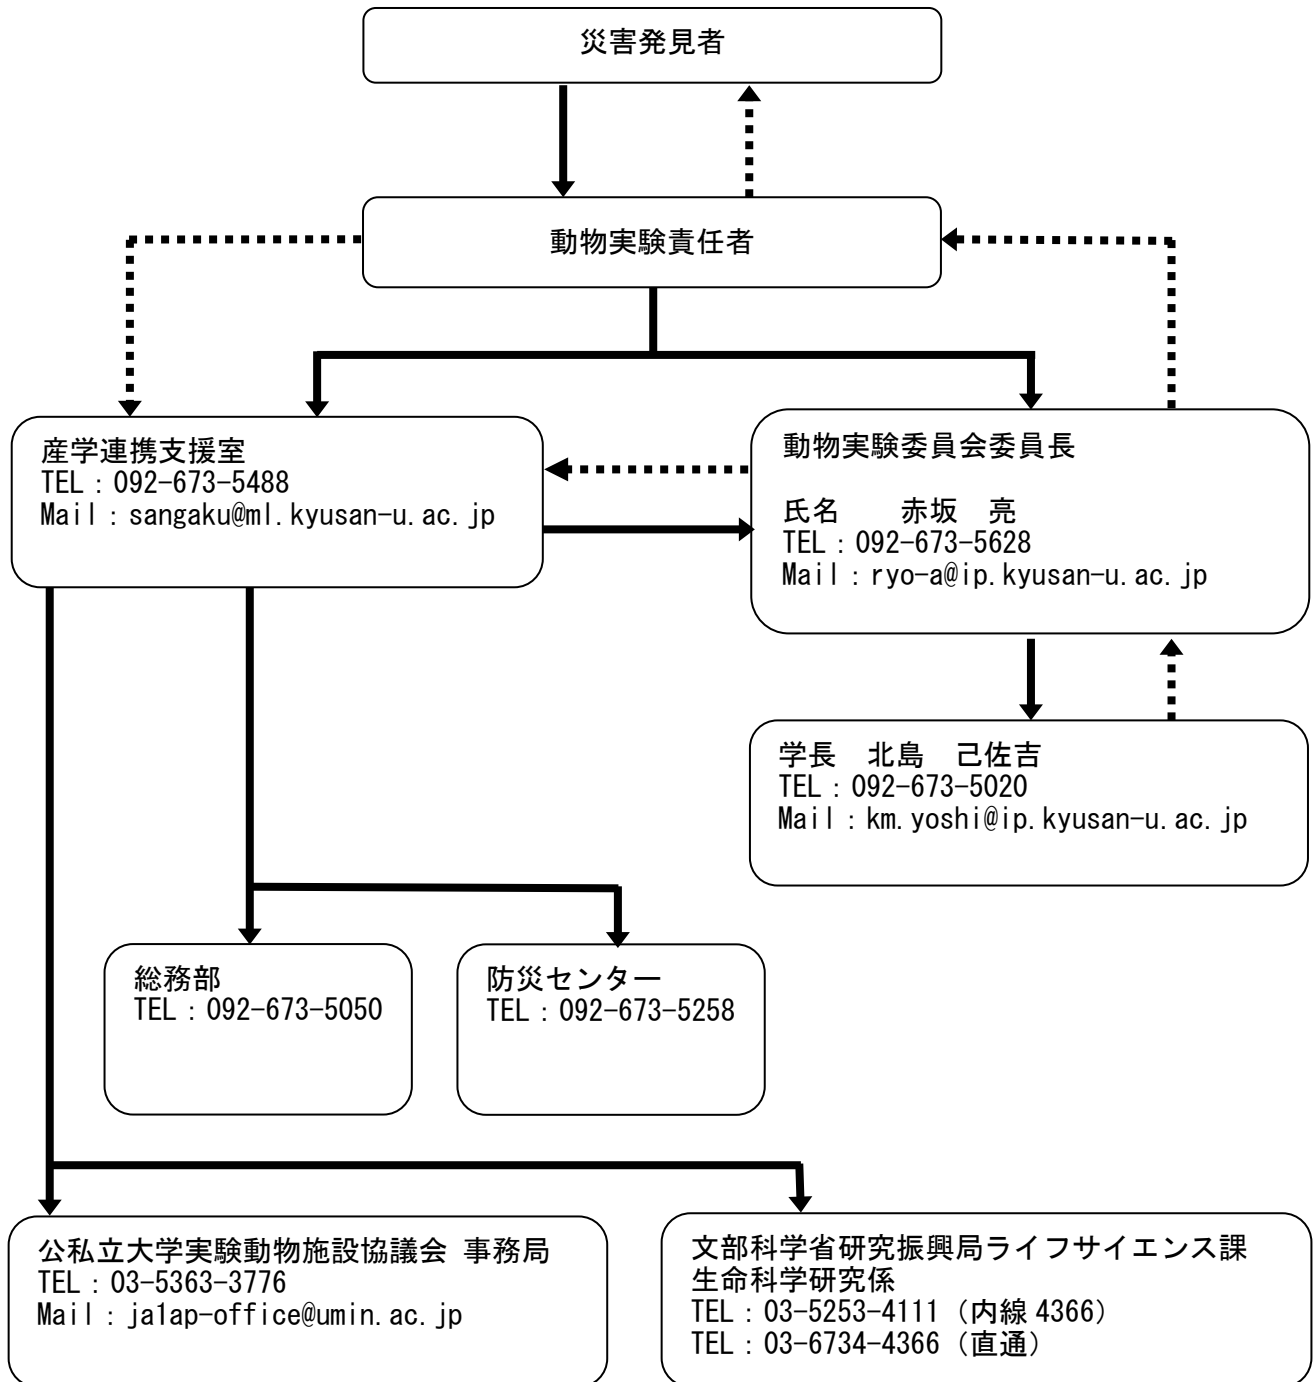 災害発見者
動物実験責任者
産学連携支援室
TEL：092-673-5488
Mail：sangaku@ml.kyusan-u.ac.jp
動物実験委員会委員長
氏名　　赤坂　亮
TEL：092-673-5628
Mail：ryo-a@ip.kyusan-u.ac.jp
学長　北島　己佐吉
TEL：092-673-5020
Mail：km.yoshi@ip.kyusan-u.ac.jp
総務部
TEL：092-673-5050
防災センター
TEL：092-673-5258
公私立大学実験動物施設協議会 事務局
TEL：03-5363-3776
Mail：ja1ap-office@umin.ac.jp
文部科学省研究振興局ライフサイエンス課
生命科学研究係
TEL：03-5253-4111（内線 4366）
TEL：03-6734-4366（直通）